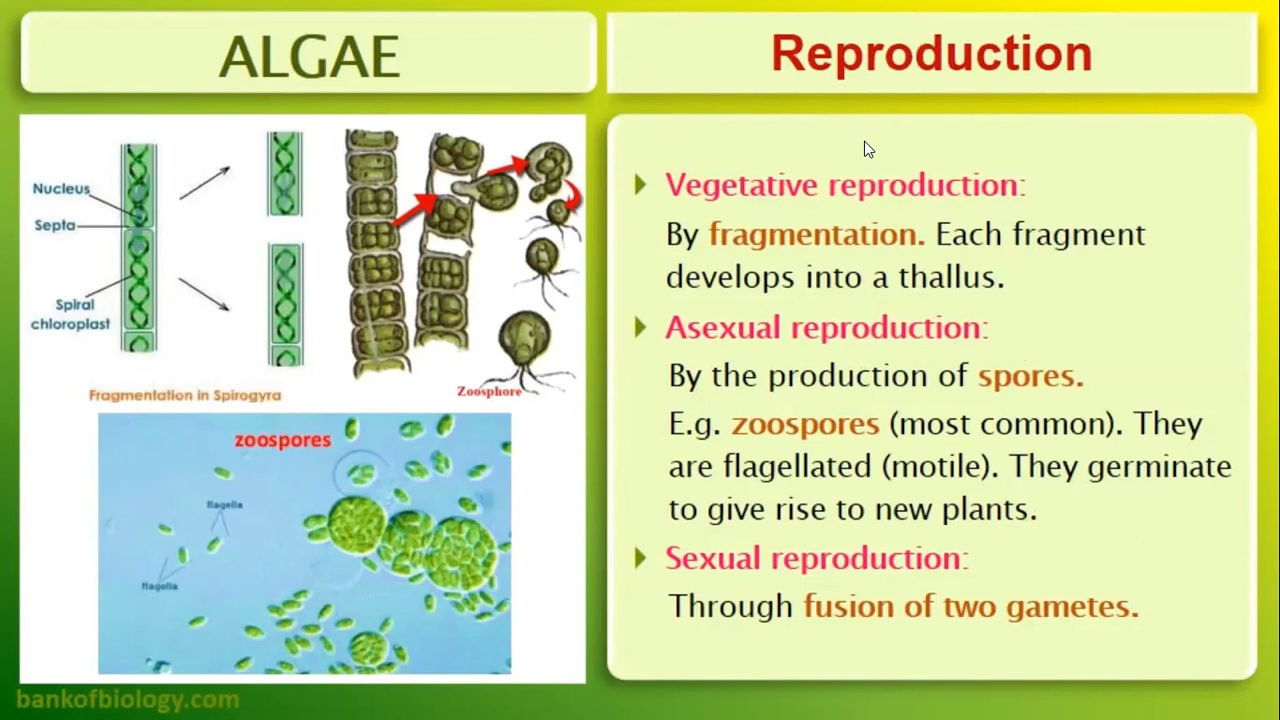 ALGAE
Reproduction
Nucleus
Septa
Spiral
chloroplast
Fragmentation in Spirogyra
Zoosphore
zoospores
flagella
flagella
Vegetative reproduction:
By fragmentation. Each fragment
develops into a thallus.
Asexual reproduction:
By the production of spores.
E.g. zoospores (most common). They
are flagellated (motile). They germinate
to give rise to new plants.
Sexual reproduction:
Through fusion of two gametes.
bankofbiology.com